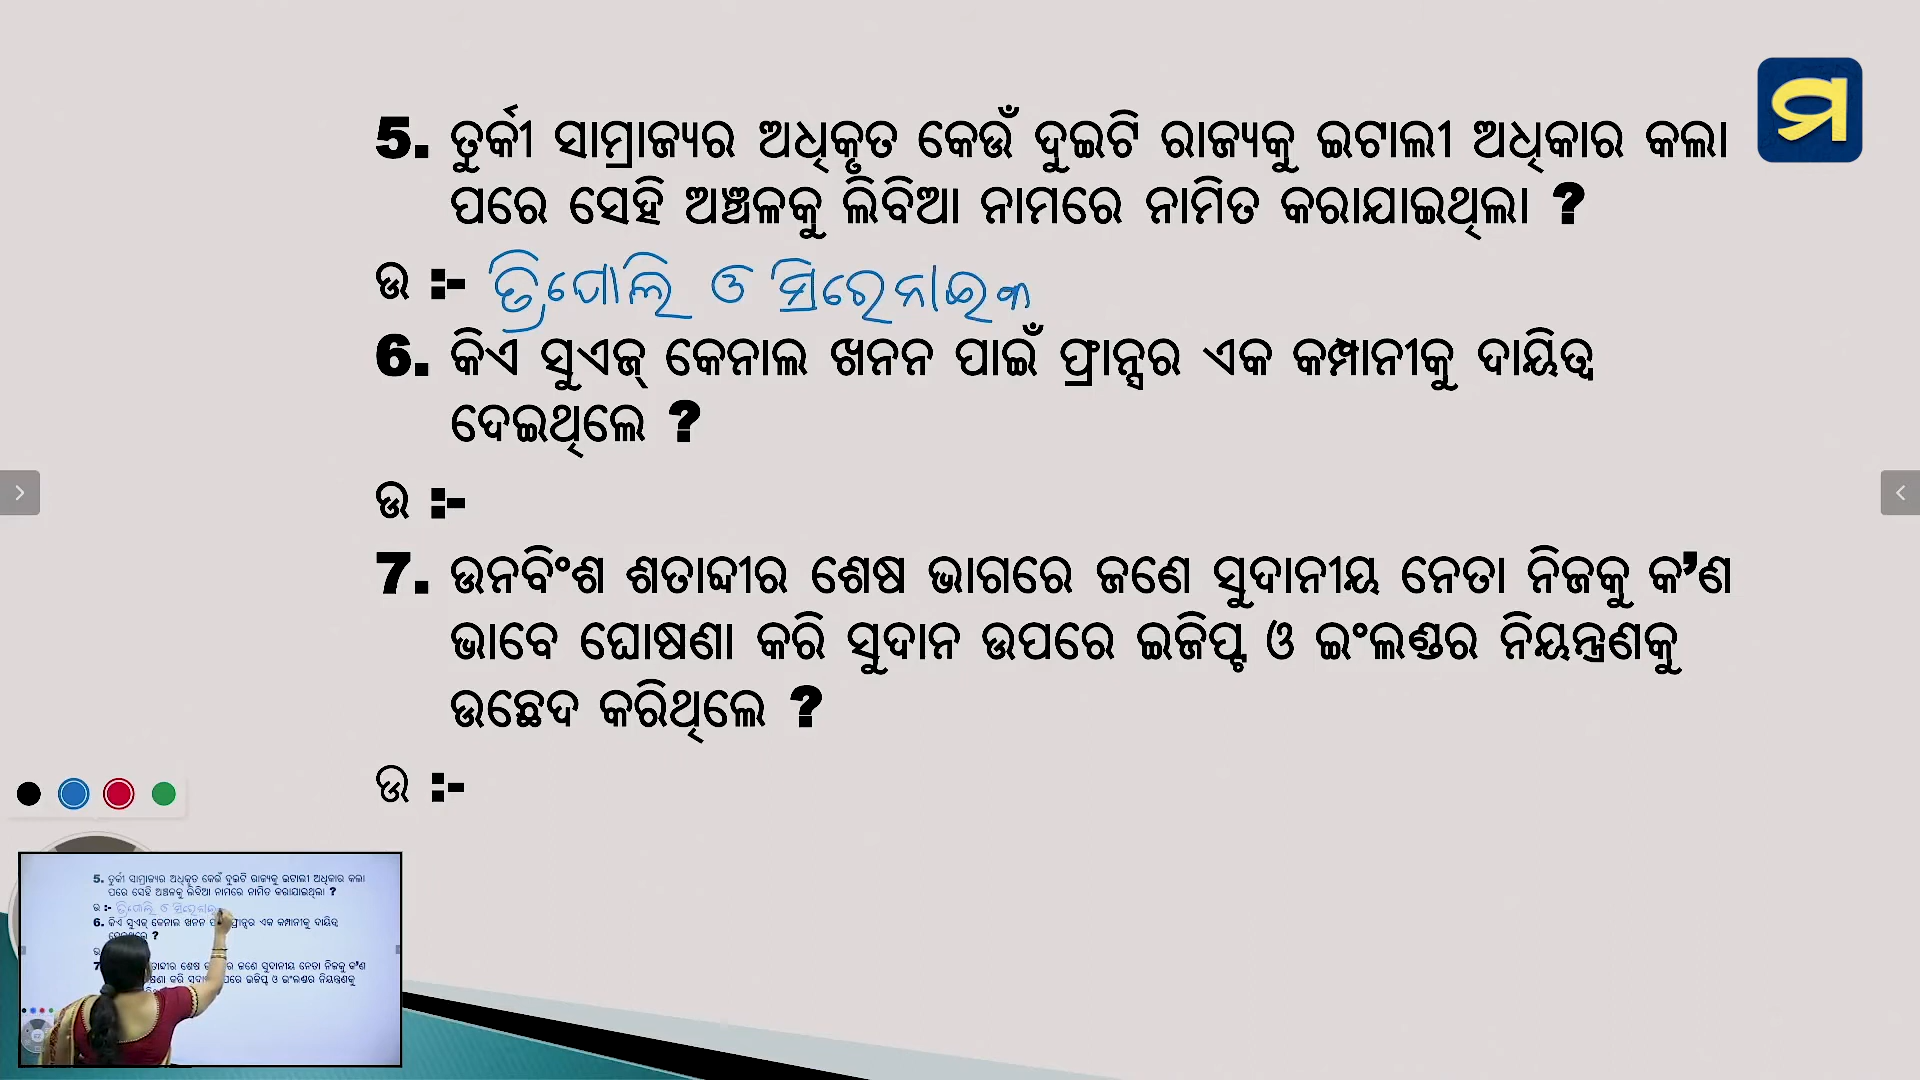 ମ
5. ତୁର୍କୀ ସାମ୍ରାଜ୍ୟର ଅଧିକୃତ କେଉଁ ଦୁଇଟି ରାଜ୍ୟକୁ ଇଟାଲୀ ଅଧିକାର କଲା
ପରେ ସେହି ଅଞ୍ଚଳକୁ ଲିବିଆ ନାମରେ ନାମିତ କରାଯାଇଥିଲା ?
ଉ :- ତ୍ରିପୋଲି ଓ ସିରେନାଇକ
6. କିଏ ସୁଏଜ୍ କେନାଲ ଖନନ ପାଇଁ ଫ୍ରାନ୍ସର ଏକ କମ୍ପାନୀକୁ ଦାୟିତ୍ୱ
ଦେଇଥିଲେ ?
ଉ :-
7. ଉନବିଂଶ ଶତାବ୍ଦୀର ଶେଷ ଭାଗରେ ଜଣେ ସୁଦାନୀୟ ନେତା ନିଜକୁ କ’ଣ
ଭାବେ ଘୋଷଣା କରି ସୁଦାନ ଉପରେ ଇଜିପ୍ଟ ଓ ଇଂଲଣ୍ଡର ନିୟନ୍ତ୍ରଣକୁ
ଉଚ୍ଛେଦ କରିଥିଲେ ?
ଉ :-